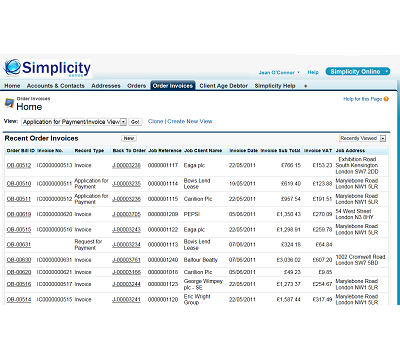 Simplicity
Jean O'Connor Help Simplicity Online
Home Accounts & Contacts Addresses Orders Order Invoices Client Age Debtor Simplicity Help +
Order Invoices
Home
Help for this Page
View: Application for Payment/Invoice View Go! Clone | Create New View
Recent Order Invoices New Recently Viewed
Order Bill ID Invoice No. Record Type Back To Order Job Reference Job Client Name Invoice Date Invoice Sub Total Invoice VAT Job Address
OB-00512 IC0000000513 Invoice J-00003238 0000001117 Eaga plc 22/05/2011 £766.15 £153.23 Exhibition Road
South Kensington
London SW7 2DD
OB-00510 IC0000000511 Application for
Payment J-00003235 0000001114 Bovis Lend
Lease 19/05/2011 £619.40 £123.88 Marylebone Road
London NW1 5LR
OB-00511 IC0000000512 Application for
Payment J-00003236 0000001115 Carillion Plc 22/05/2011 £957.54 £191.51 Marylebone Road
London NW1 5LR
OB-00619 IC0000000620 Invoice J-00003705 0000001209 PEPSI 05/06/2011 £1,350.43 £270.09 54 West Street
London N3 8HY
OB-00515 IC0000000516 Invoice J-00003243 0000001122 Eaga plc 22/05/2011 £1,298.91 £259.78 Marylebone Road
London NW1 5LR
OB-00631 Request for
Payment J-00003234 0000001113 Bovis Lend
Lease 07/06/2011 £324.18 £64.84
OB-00630 IC0000000631 Invoice J-00003761 0000001240 Balfour Beatty 07/06/2011 £3,036.02 £607.20 1002 Cromwell Road
London SW7 5BD
OB-00620 IC0000000621 Invoice J-00003166 0000001018 Carillion Plc 05/06/2011 £49.23 £9.85
OB-00516 IC0000000517 Invoice J-00003244 0000001123 George Wimpey
plc - SE 22/05/2011 £1,273.37 £254.67 Marylebone Road
London NW1 5LR
OB-00514 IC0000000515 Invoice J-00003241 0000001120 Eric Wright
Group 22/05/2011 £1,587.44 £317.49 Marylebone Road
London NW1 5LR